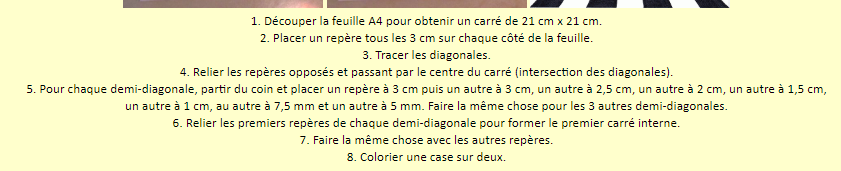 1. Découper la feuille A4 pour obtenir un carré de 21 cm x 21 cm.
2. Placer un repère tous les 3 cm sur chaque côté de la feuille.
3. Tracer les diagonales.
4. Relier les repères opposés et passant par le centre du carré (intersection des diagonales).
5. Pour chaque demi-diagonale, partir du coin et placer un repère à 3 cm puis un autre à 3 cm, un autre à 2,5 cm, un autre à 2 cm, un autre à 1,5 cm,
un autre à 1 cm, au autre à 7,5 mm et un autre à 5 mm. Faire la même chose pour les 3 autres demi-diagonales.
6. Relier les premiers repères de chaque demi-diagonale pour former le premier carré interne.
7. Faire la même chose avec les autres repères.
8. Colorier une case sur deux.